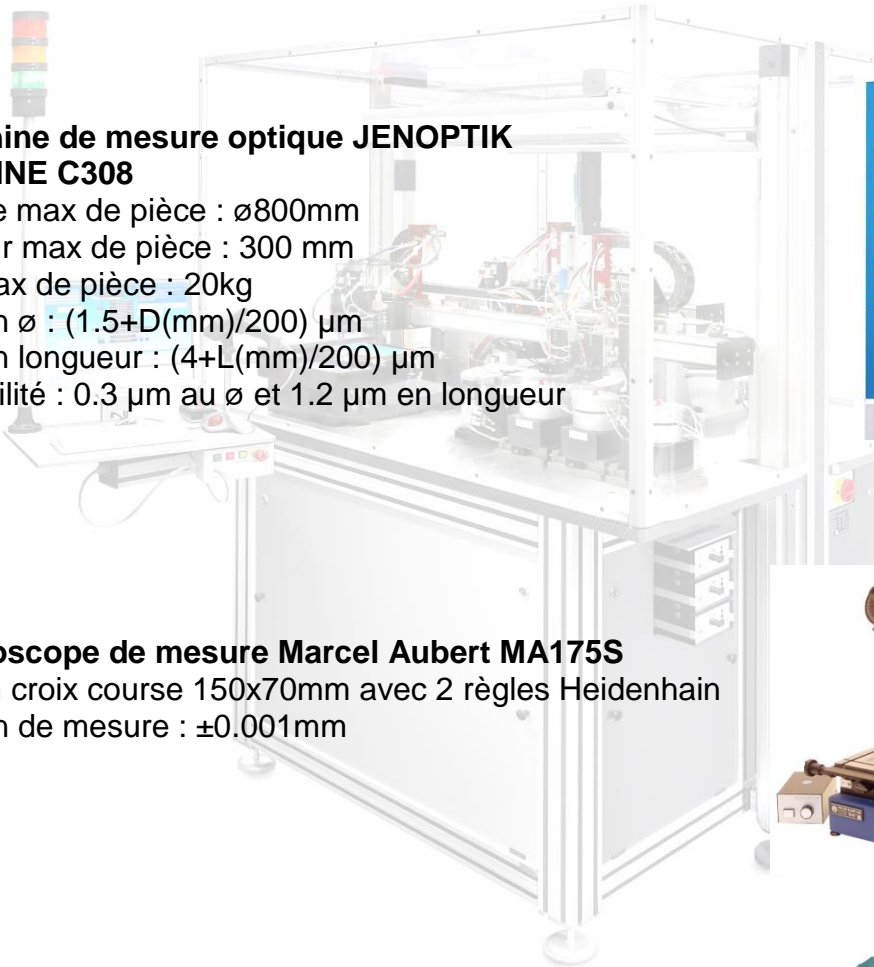 hine de mesure optique JENOPTIK
INE C308
e max de pièce : ø800mm
r max de pièce : 300 mm
ax de pièce : 20kg
n ø : (1.5+D(mm)/200) µm
n longueur : (4+L(mm)/200) µm
ilité : 0.3 µm au ø et 1.2 µm en longueur
oscope de mesure Marcel Aubert MA175S
croix course 150x70mm avec 2 règles Heidenhain
n de mesure : ±0.001mm